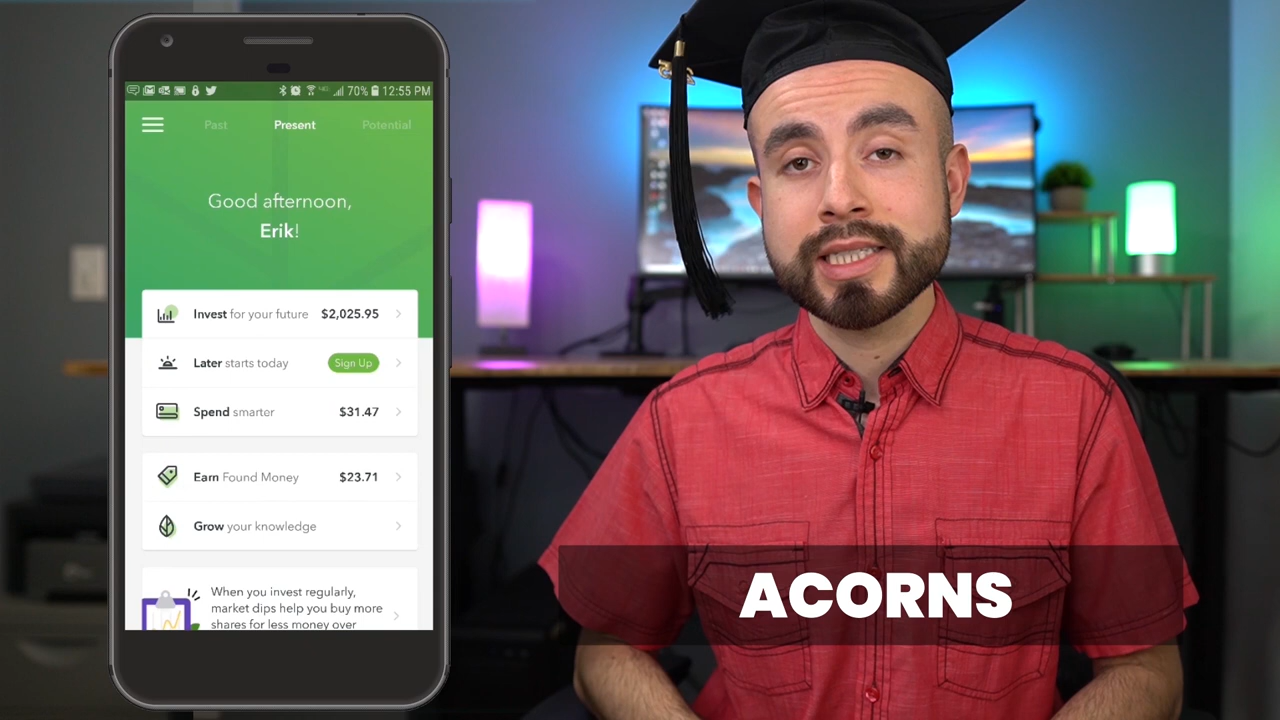 70% 12:55 PM
Past Present Potential
Good afternoon,
Erik!
Invest for your future $2,025.95
Later starts today Sign Up
Spend smarter $31.47
Earn Found Money $23.71
Grow your knowledge
When you invest regularly,
market dips help you buy more
shares for less money over
ACORNS